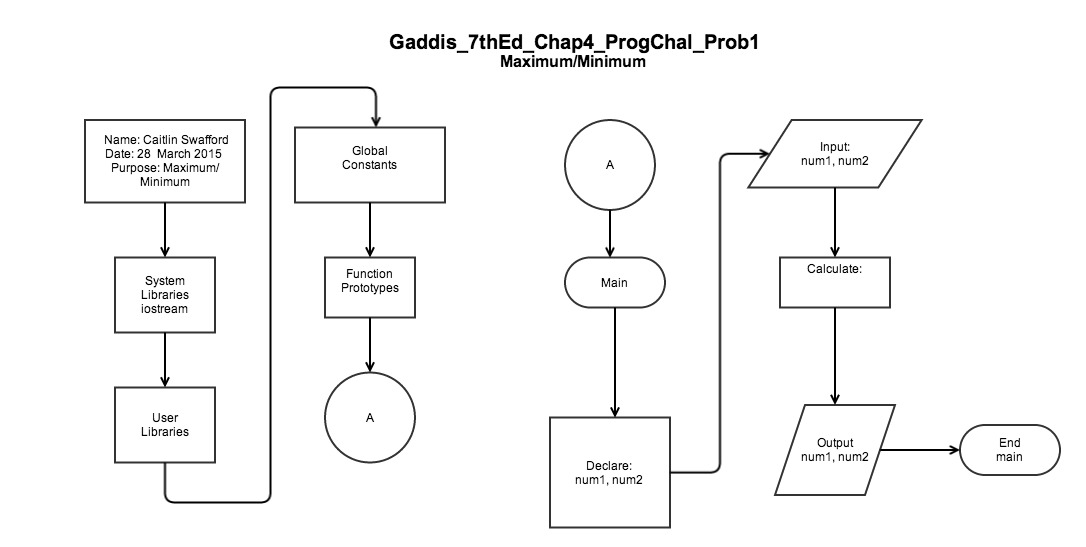 Gaddis_7thEd_Chap4_ProgChal_Prob1
Maximum/Minimum
Name: Caitlin Swafford
Date: 28 March 2015
Purpose: Maximum/
Minimum
System
Libraries
iostream
User
Libraries
Global
Constants
Function
Prototypes
A
A
Main
Declare:
num1, num2
Input:
num1, num2
Calculate:
Output
num1, num2
End
main